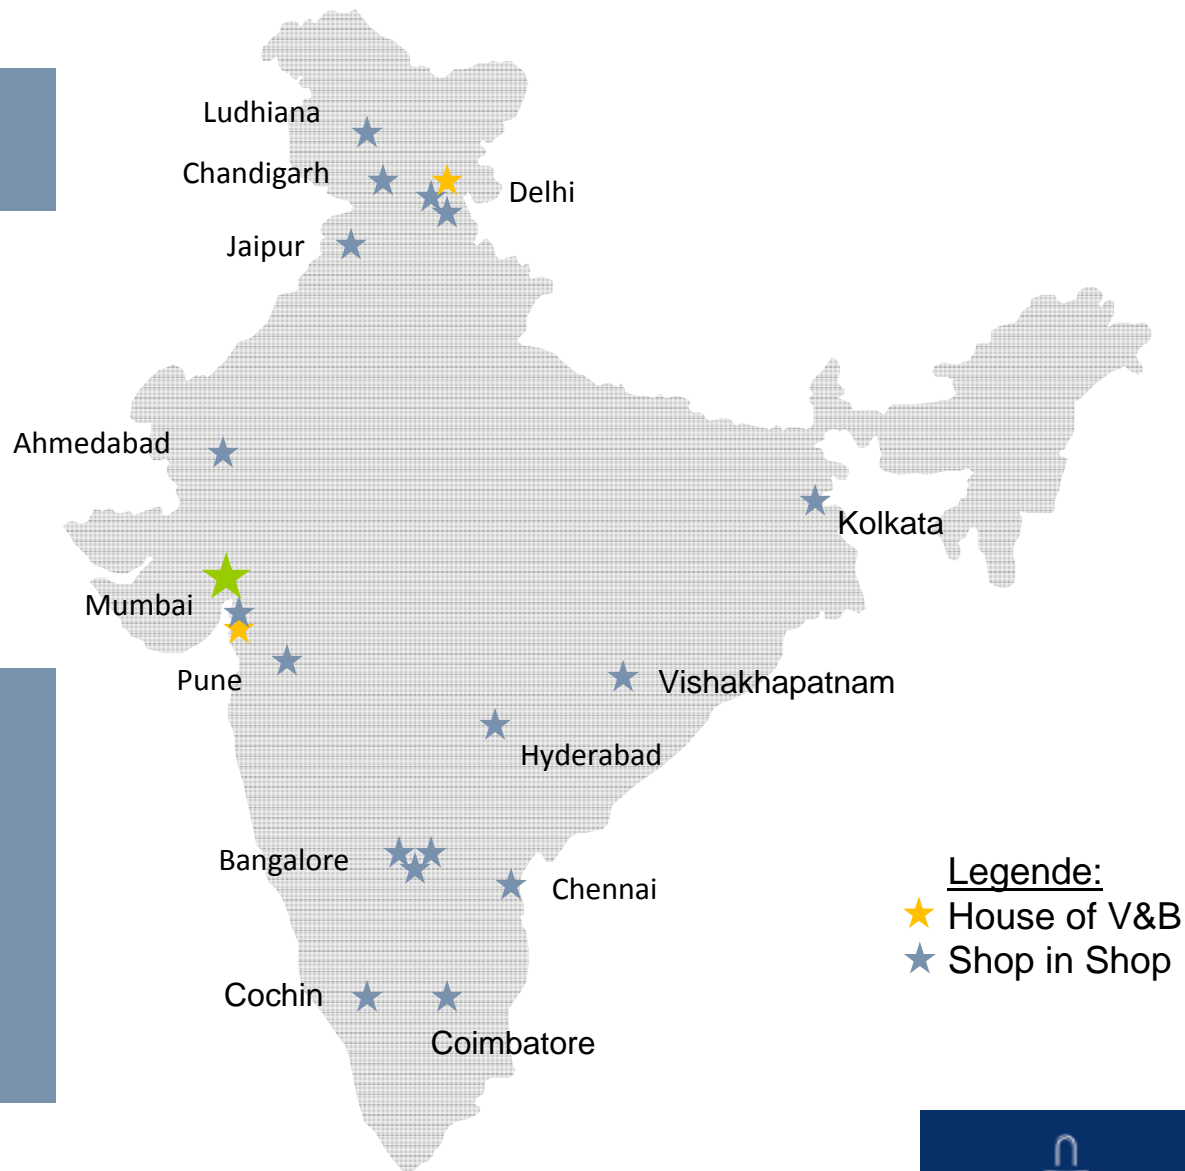 Ludhiana
Chandigarh
Delhi
Jaipur
Ahmedabad
Kolkata
Mumbai
Pune
Vishakhapatnam
Hyderabad
Bangalore
Chennai
Legende:
House of V&B
Shop in Shop
Cochin
Coimbatore